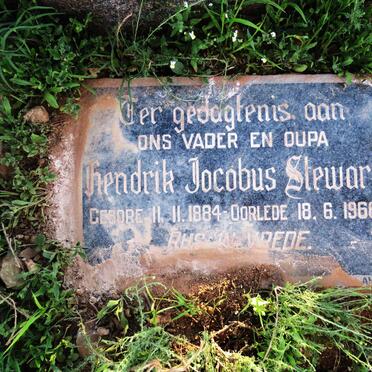 Ter gedagtenis aan
ONS VADER EN OUPA
Hendrik Jocobus Stewar
GEBORE 11.11.1884-OORLEDE 18.6.196
RUS IN VREDE.